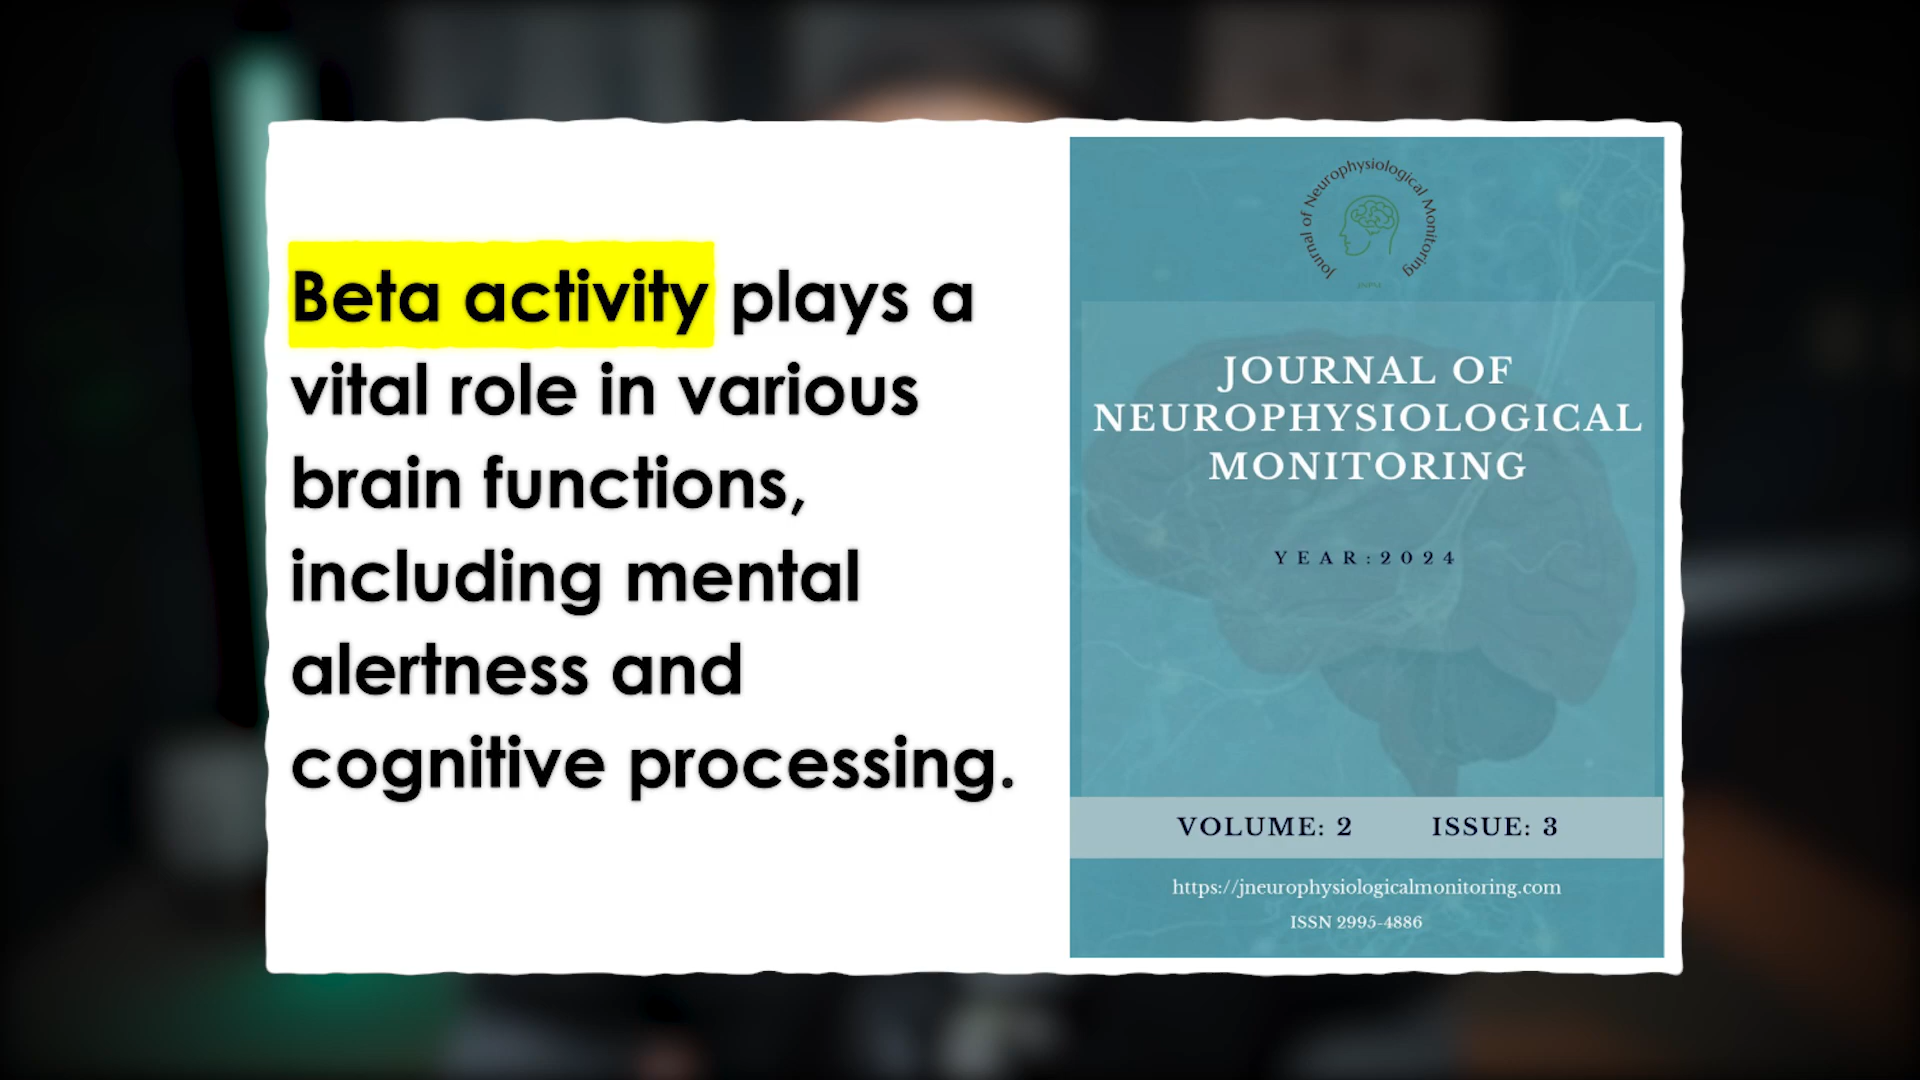 Beta activity plays a
vital role in various
brain functions,
including mental
alertness and
cognitive processing.
Journal of Neurophysiological Monitoring
JNPM
JOURNAL OF
NEUROPHYSIOLOGICAL
MONITORING
YEAR:2024
VOLUME: 2 ISSUE: 3
https://jneurophysiologicalmonitoring.com
ISSN 2995-4886